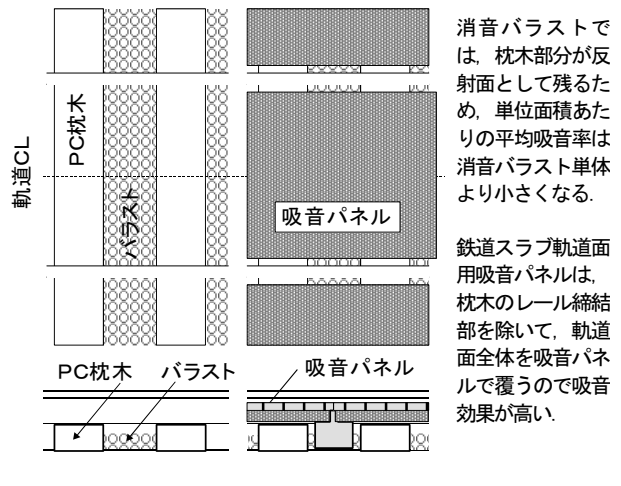 軌道CL
PC枕木
バラスト
吸音パネル
PC枕木
バラスト
吸音パネル
消音バラストで
は，枕木部分が反
射面として残るた
め，単位面積あた
りの平均吸音率は
消音バラスト単体
より小さくなる.
鉄道スラブ軌道面
用吸音パネルは,
枕木のレール締結
部を除いて，軌道
面全体を吸音パネ
ルで覆うので吸音
効果が高い.